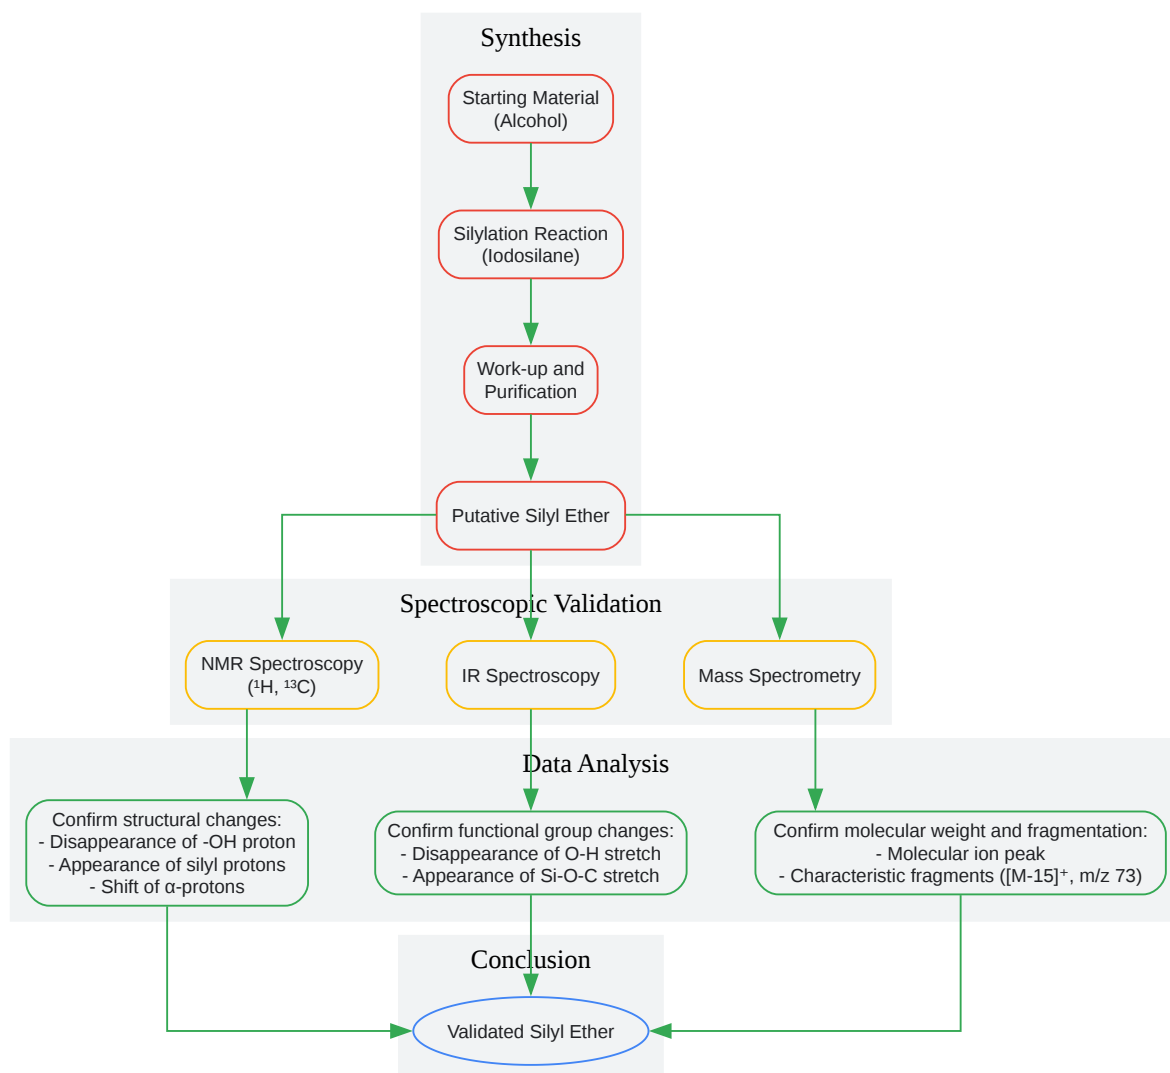 Synthesis
Starting Material
(Alcohol)
Silylation Reaction
(Iodosilane)
Work-up and
Purification
Putative Silyl Ether
Spectroscopic Validation
NMR Spectroscopy
(¹H, ¹³C)
IR Spectroscopy
Mass Spectrometry
Data Analysis
Confirm structural changes:
- Disappearance of -OH proton
- Appearance of silyl protons
- Shift of α-protons
Confirm functional group changes:
- Disappearance of O-H stretch
- Appearance of Si-O-C stretch
Confirm molecular weight and fragmentation:
- Molecular ion peak
- Characteristic fragments ([M-15]⁺, m/z 73)
Conclusion
Validated Silyl Ether